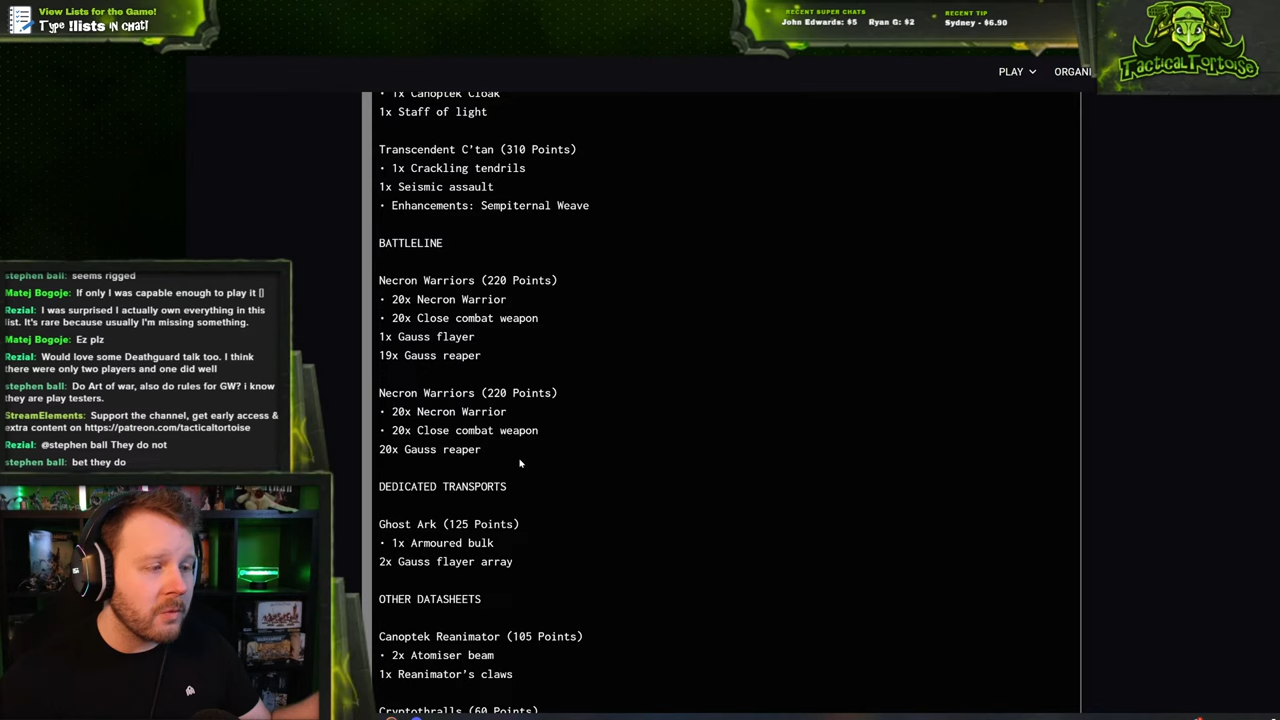 View Lists for the Game!
Type !lists in chat!
RECENT SUPER CHATS
John Edwards: $5 Ryan G: $2
RECENT TIP
Sydney - $6.90
TacticalTortoise
PLAY
ORGANI
• 1x Canoptek Cloak
1x Staff of light
Transcendent C'tan (310 Points)
• 1x Crackling tendrils
1x Seismic assault
• Enhancements: Sempiternal Weave
BATTLELINE
Necron Warriors (220 Points)
• 20x Necron Warrior
• 20x Close combat weapon
1x Gauss flayer
19x Gauss reaper
Necron Warriors (220 Points)
• 20x Necron Warrior
• 20x Close combat weapon
20x Gauss reaper
DEDICATED TRANSPORTS
Ghost Ark (125 Points)
• 1x Armoured bulk
2x Gauss flayer array
OTHER DATASHEETS
Canoptek Reanimator (105 Points)
• 2x Atomiser beam
1x Reanimator's claws
Cryptothralls (60 Points)
stephen ball: seems rigged
Matej Bogoje: If only I was capable enough to play it []
Rezial: I was surprised I actually own everything in this
list. It's rare because usually I'm missing something.
Matej Bogoje: Ez plz
Rezial: Would love some Deathguard talk too. I think
there were only two players and one did well
stephen ball: Do Art of war, also do rules for GW? i know
they are play testers.
StreamElements: Support the channel, get early access &
extra content on https://patreon.com/tacticaltortoise
Rezial: @stephen ball They do not
stephen ball: bet they do